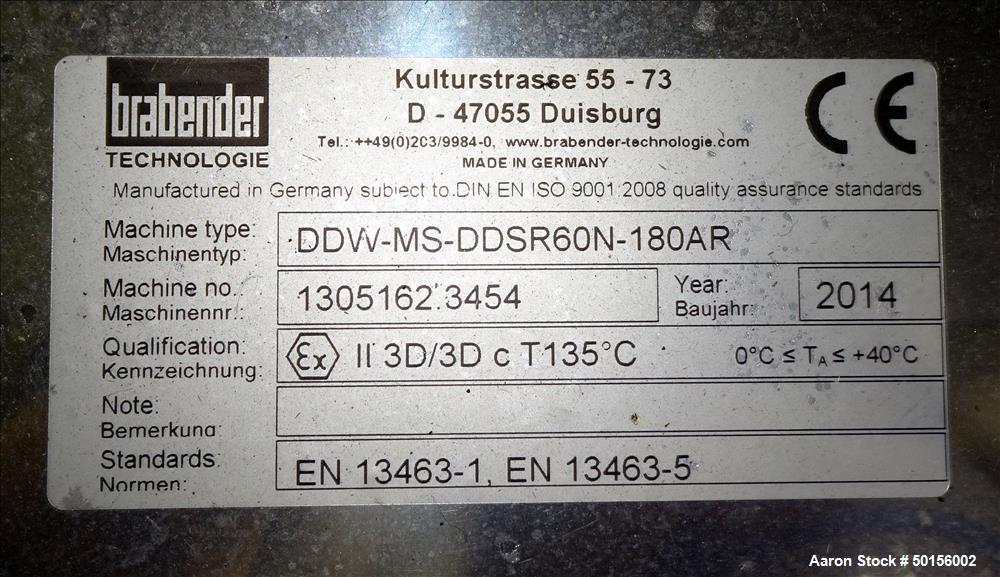 brabender
TECHNOLOGIE
Kulturstrasse 55 - 73
D - 47055 Duisburg
Tel.: ++49(0)203/9984-0, www.brabender-technologie.com
MADE IN GERMANY
CE
Manufactured in Germany subject to DIN EN ISO 9001:2008 quality assurance standards
Machine type: DDW-MS-DDSR60N-180AR
Maschinentyp:
Machine no.: 1305162.3454 Year: 2014
Maschinennr.: Baujahr:
Qualification: Ex II 3D/3D c T135°C 0°C ≤ TA ≤ +40°C
Kennzeichnung:
Note:
Bemerkung:
Standards: EN 13463-1, EN 13463-5
Normen:
Aaron Stock # 50156002